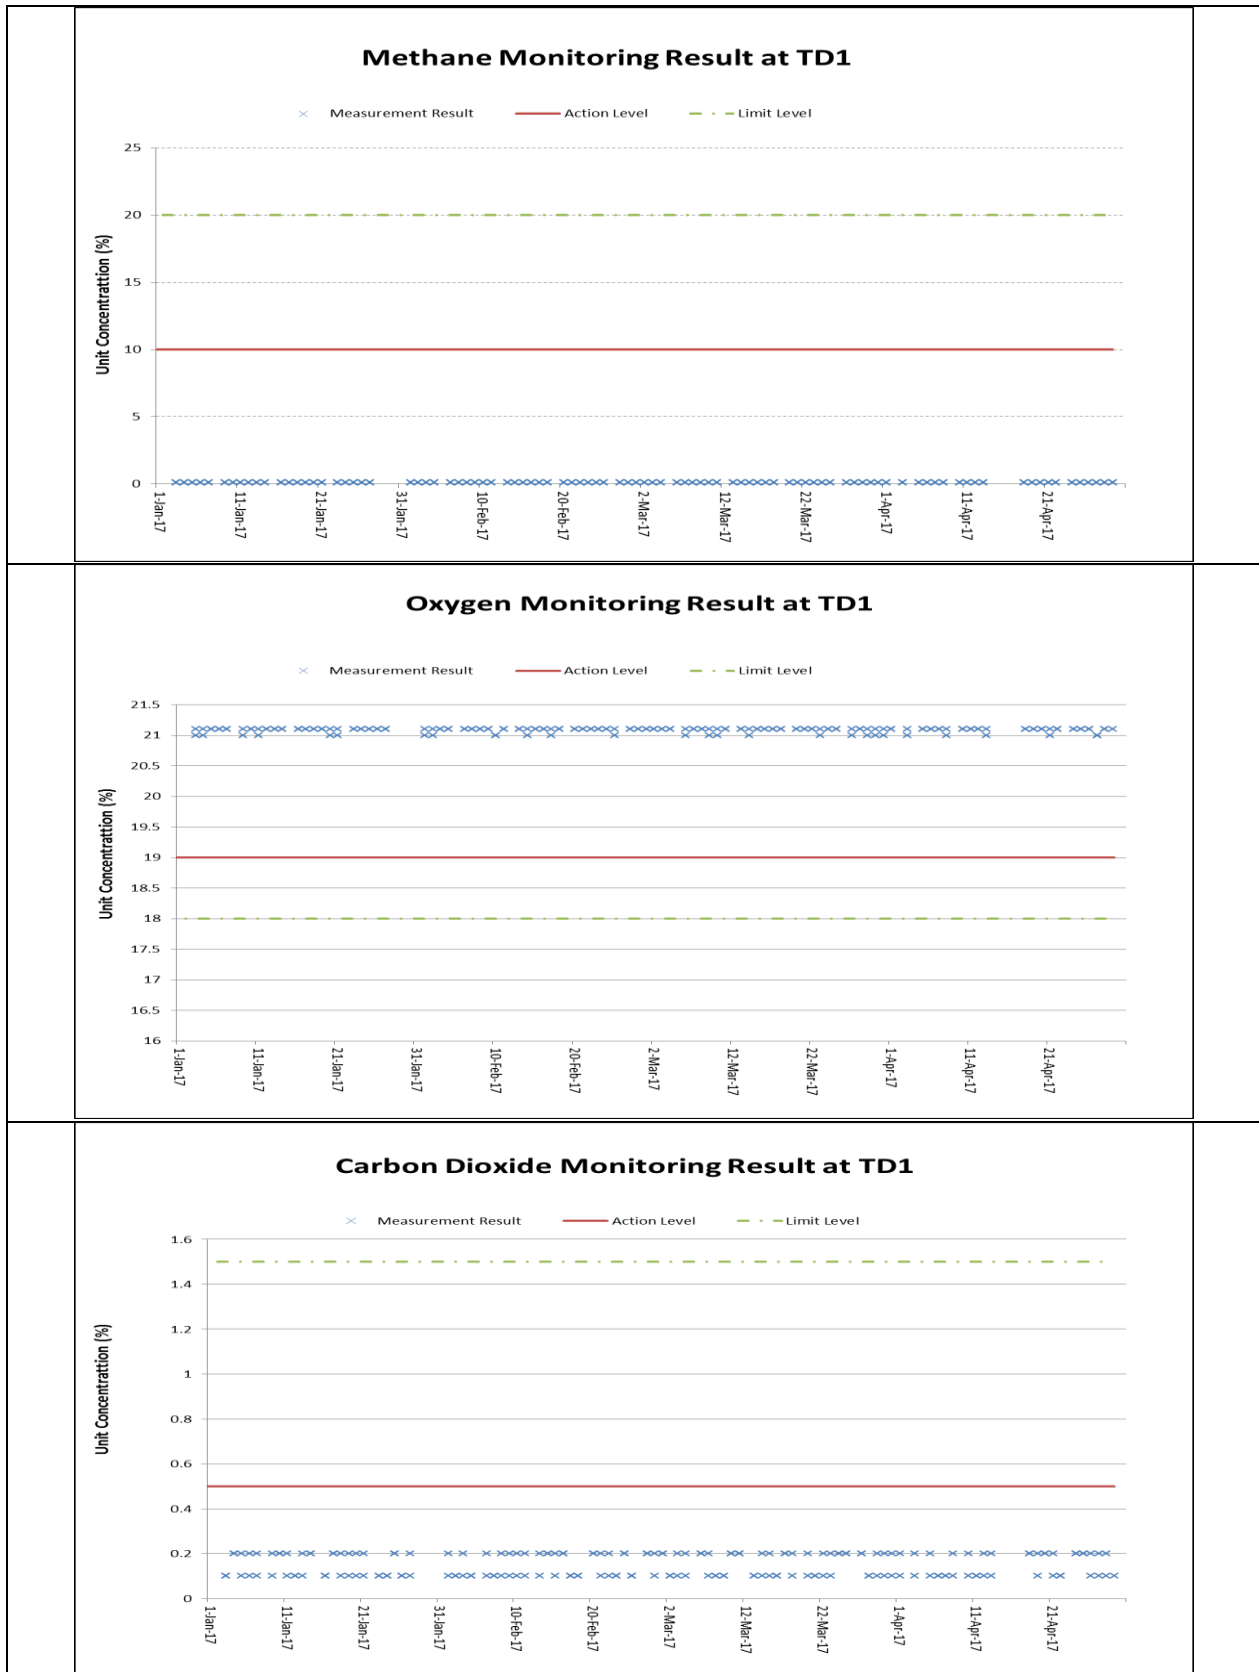 Methane Monitoring Result at TD1
Measurement Result Action Level Limit Level
Unit Concentrattion (%)
25
20
15
10
5
0
1-Jan-17 11-Jan-17 21-Jan-17 31-Jan-17 10-Feb-17 20-Feb-17 2-Mar-17 12-Mar-17 22-Mar-17 1-Apr-17 11-Apr-17 21-Apr-17
Oxygen Monitoring Result at TD1
Measurement Result Action Level Limit Level
Unit Concentrattion (%)
21.5
21
20.5
20
19.5
19
18.5
18
17.5
17
16.5
16
1-Jan-17 11-Jan-17 21-Jan-17 31-Jan-17 10-Feb-17 20-Feb-17 2-Mar-17 12-Mar-17 22-Mar-17 1-Apr-17 11-Apr-17 21-Apr-17
Carbon Dioxide Monitoring Result at TD1
Measurement Result Action Level Limit Level
Unit Concentrattion (%)
1.6
1.4
1.2
1
0.8
0.6
0.4
0.2
0
1-Jan-17 11-Jan-17 21-Jan-17 31-Jan-17 10-Feb-17 20-Feb-17 2-Mar-17 12-Mar-17 22-Mar-17 1-Apr-17 11-Apr-17 21-Apr-17